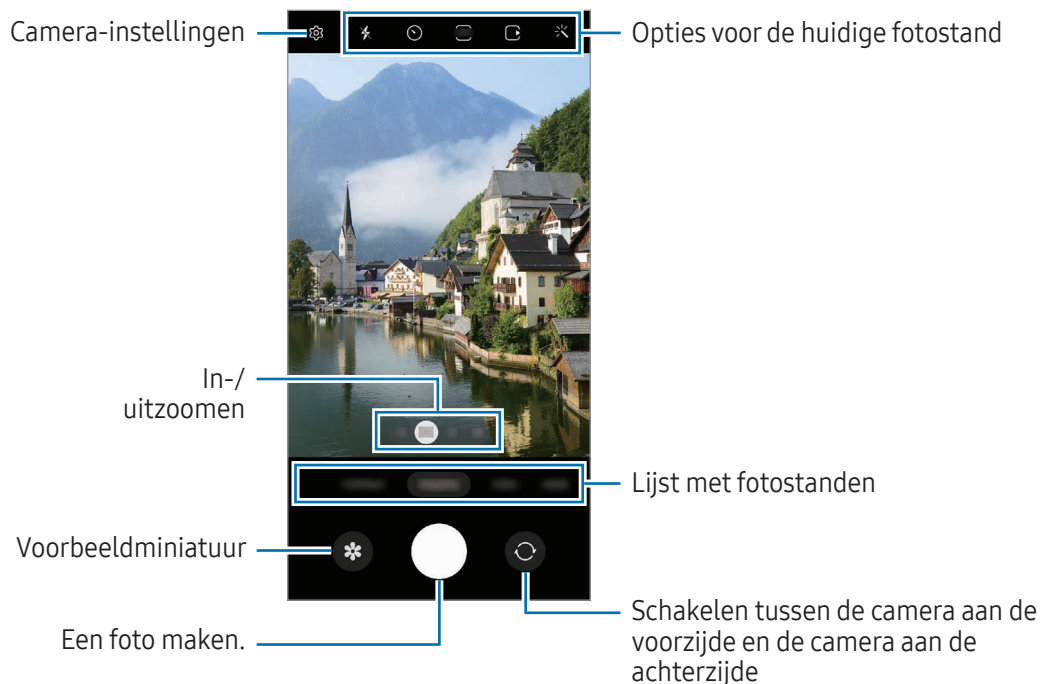 Camera-instellingen
Opties voor de huidige fotostand
In-/
uitzoomen
Lijst met fotostanden
Voorbeeldminiatuur
Een foto maken.
Schakelen tussen de camera aan de
voorzijde en de camera aan de
achterzijde